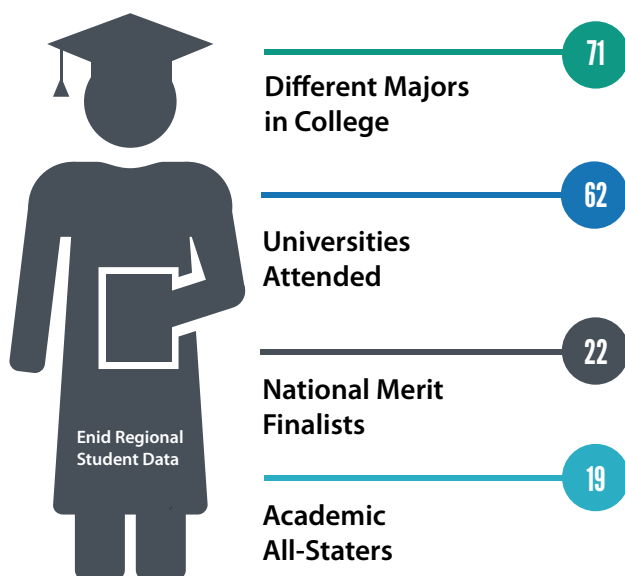 71
Different Majors
in College
62
Universities
Attended
22
National Merit
Finalists
Enid Regional
Student Data
19
Academic
All-Staters